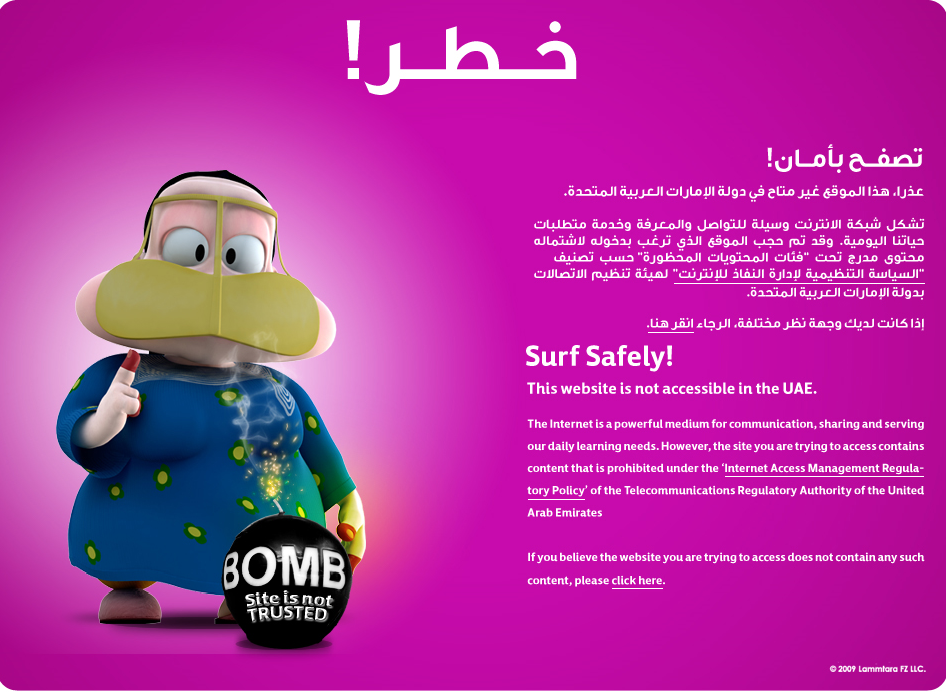 خطر!
تصفح بأمان!
عذرا، هذا الموقع غير متاح في دولة الإمارات العربية المتحدة.
تشكل شبكة الانترنت وسيلة للتواصل والمعرفة وخدمة متطلبات
حياتنا اليومية. وقد تم حجب الموقع الذي ترغب بدخوله لاشتماله
محتوى مدرج تحت "فئات المحتويات المحظورة" حسب تصنيف
"السياسة التنظيمية لإدارة النفاذ للإنترنت" لهيئة تنظيم الاتصالات
بدولة الإمارات العربية المتحدة.
إذا كانت لديك وجهة نظر مختلفة، الرجاء انقر هنا.
Surf Safely!
This website is not accessible in the UAE.
The Internet is a powerful medium for communication, sharing and serving
our daily learning needs. However, the site you are trying to access contains
content that is prohibited under the ‘Internet Access Management Regula-
tory Policy’ of the Telecommunications Regulatory Authority of the United
Arab Emirates
If you believe the website you are trying to access does not contain any such
content, please click here.
BOMB
Site is not
TRUSTED
© 2009 Lammtara FZ LLC.